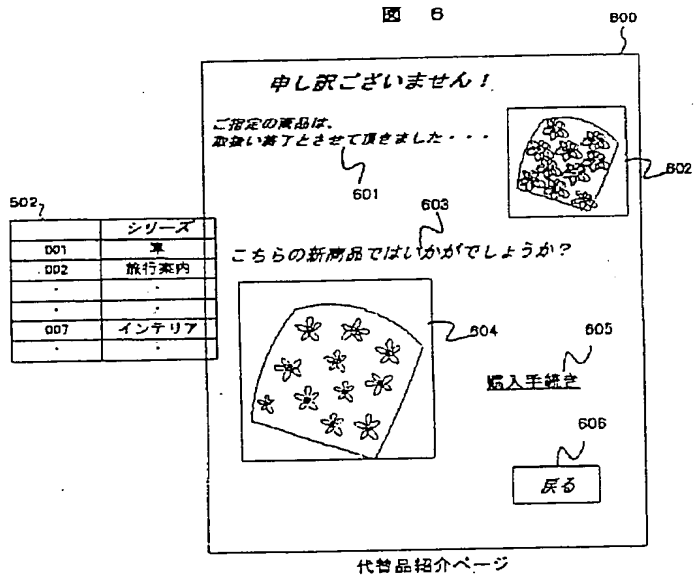 図 6
600
申し訳ございません!
ご指定の商品は、
取扱い終了とさせて頂きました・・・
601
602
502
シリーズ
001 車
002 旅行案内
・ ・
・ ・
007 インテリア
・ ・
603
こちらの新商品ではいかがでしょうか?
604
605
購入手続き
606
戻る
代替品紹介ページ